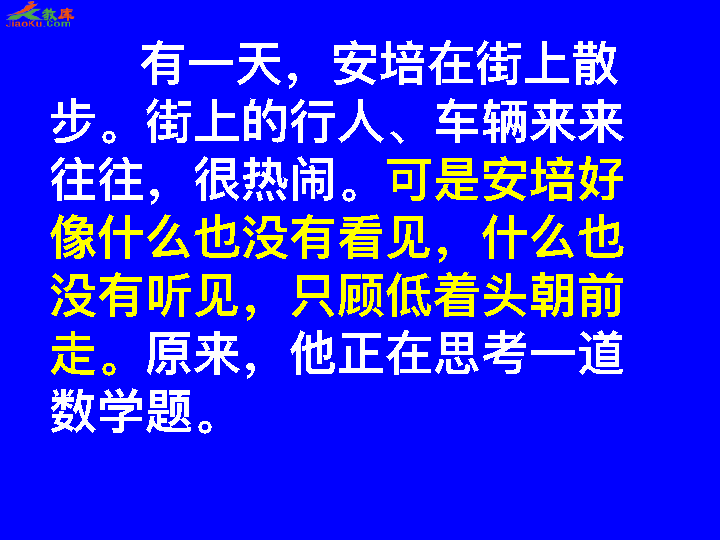 教库
JiaoKu.Com
有一天，安培在街上散
步。街上的行人、车辆来来
往往，很热闹。可是安培好
像什么也没有看见，什么也
没有听见，只顾低着头朝前
走。原来，他正在思考一道
数学题。